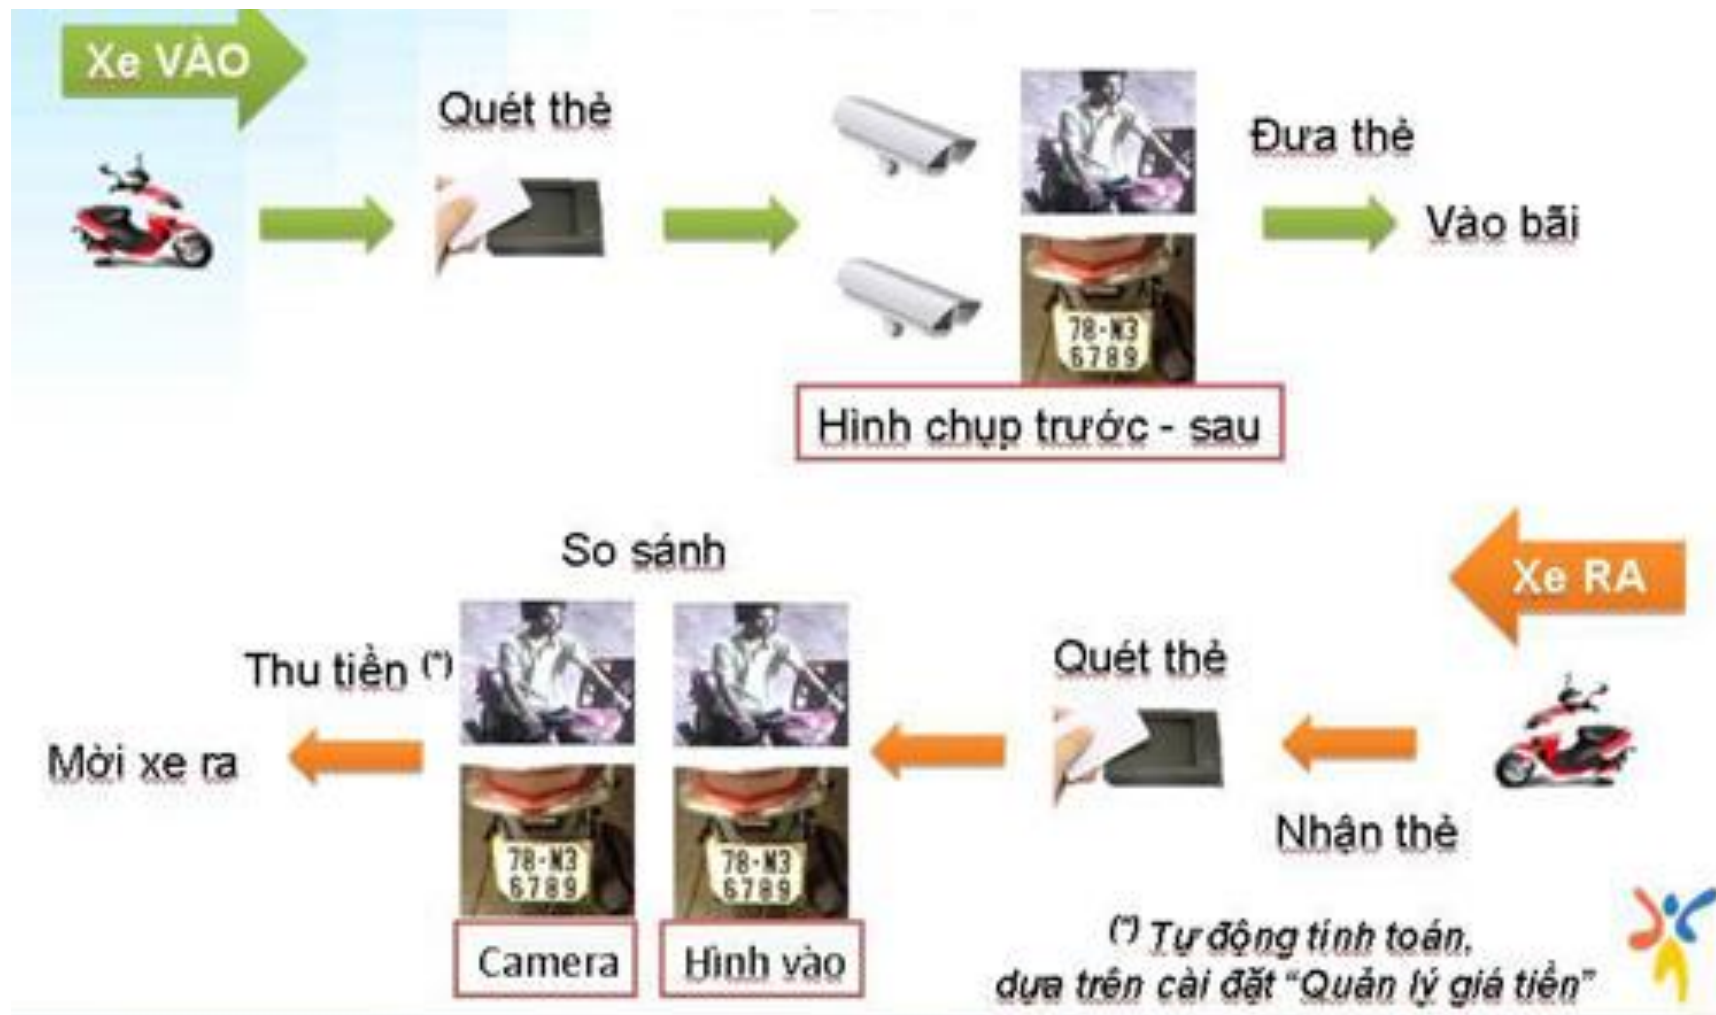 Xe VÀO
Quét thẻ
Đưa thẻ
Vào bãi
78-N3
6789
Hình chụp trước - sau
Xe RA
So sánh
Quét thẻ
Thu tiền (*)
Mời xe ra
Nhận thẻ
78-N3
6789
78-N3
6789
Camera
Hình vào
(*) Tự động tính toán,
dựa trên cài đặt “Quản lý giá tiền”